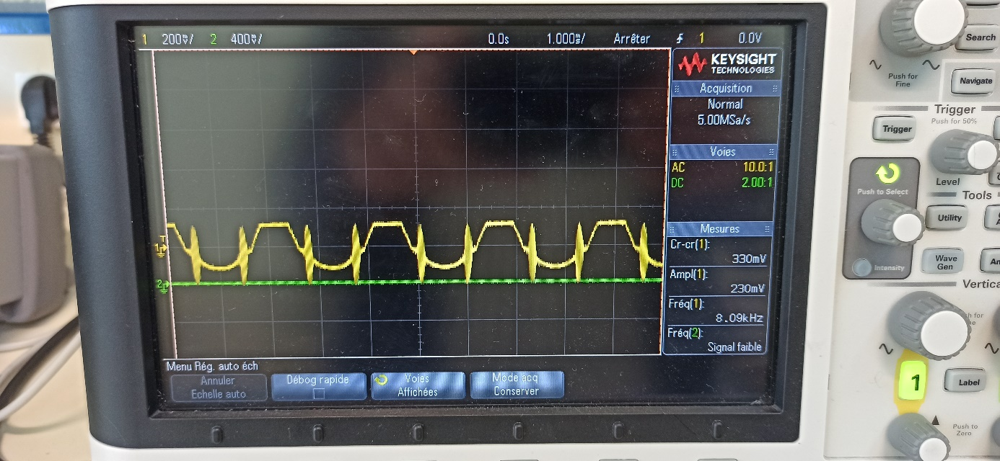 1 200mV/ 2 400mV/ 0.0s 1.000ms/ Arrêter 1 0.0V
KEYSIGHT
TECHNOLOGIES
Acquisition
Normal
5.00MSa/s
Voies
AC 10.0:1
DC 2.00:1
Mesures
Cr-cr(1):
330mV
Ampl(1):
230mV
Fréq(1):
8.09kHz
Fréq(2):
Signal faible
T
1
2
Menu Rég. auto éch
Annuler
Echelle auto
Débog rapide
Voies
Affichées
Mode acq
Conserver
Search
Push for
Fine
Navigate
Trigger
Push for 50%
Trigger
Level
Push to Select
Tools
Utility
Wave
Gen
Intensity
Vertica
1
Label
Push to
Zero